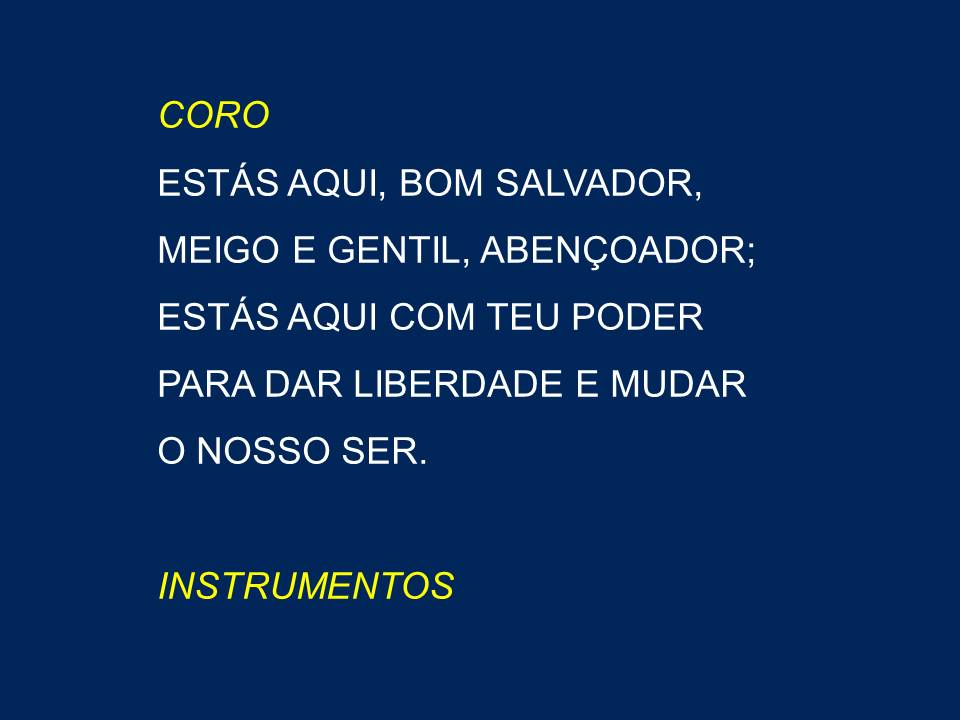 CORO
ESTÁS AQUI, BOM SALVADOR,
MEIGO E GENTIL, ABENÇOADOR;
ESTÁS AQUI COM TEU PODER
PARA DAR LIBERDADE E MUDAR
O NOSSO SER.
INSTRUMENTOS